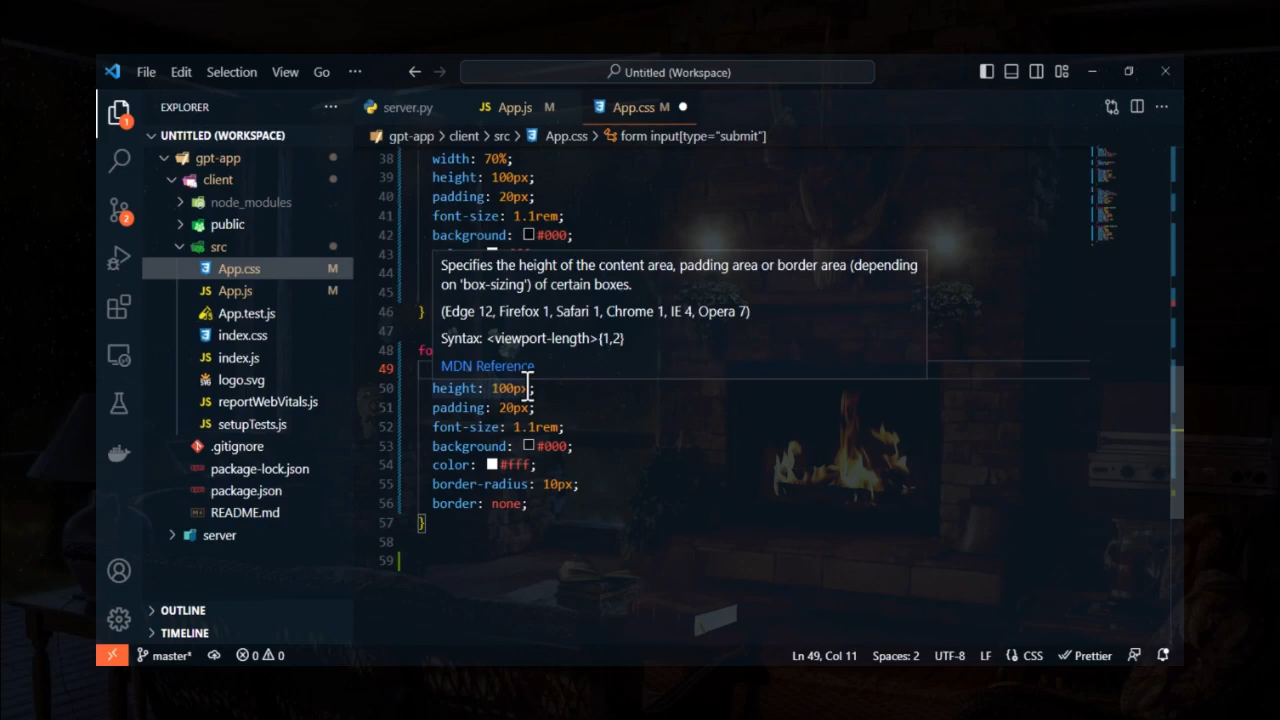 File Edit Selection View Go ···
Untitled (Workspace)
EXPLORER ···
server.py
App.js M
App.css M
UNTITLED (WORKSPACE)
gpt-app > client > src > App.css > form input[type="submit"]
gpt-app
client
node_modules
public
src
App.css M
App.js M
App.test.js
index.css
index.js
logo.svg
reportWebVitals.js
setupTests.js
.gitignore
package-lock.json
package.json
README.md
server
OUTLINE
TIMELINE
1
2
38 width: 70%;
39 height: 100px;
40 padding: 20px;
41 font-size: 1.1rem;
42 background: #000;
43
44
45
46 }
47
48 fo
49
Specifies the height of the content area, padding area or border area (depending
on 'box-sizing') of certain boxes.
(Edge 12, Firefox 1, Safari 1, Chrome 1, IE 4, Opera 7)
Syntax: <viewport-length>{1,2}
MDN Reference
50 height: 100px;
51 padding: 20px;
52 font-size: 1.1rem;
53 background: #000;
54 color: #fff;
55 border-radius: 10px;
56 border: none;
57 }
58
59
master* 0 0
Ln 49, Col 11 Spaces: 2 UTF-8 LF CSS Prettier